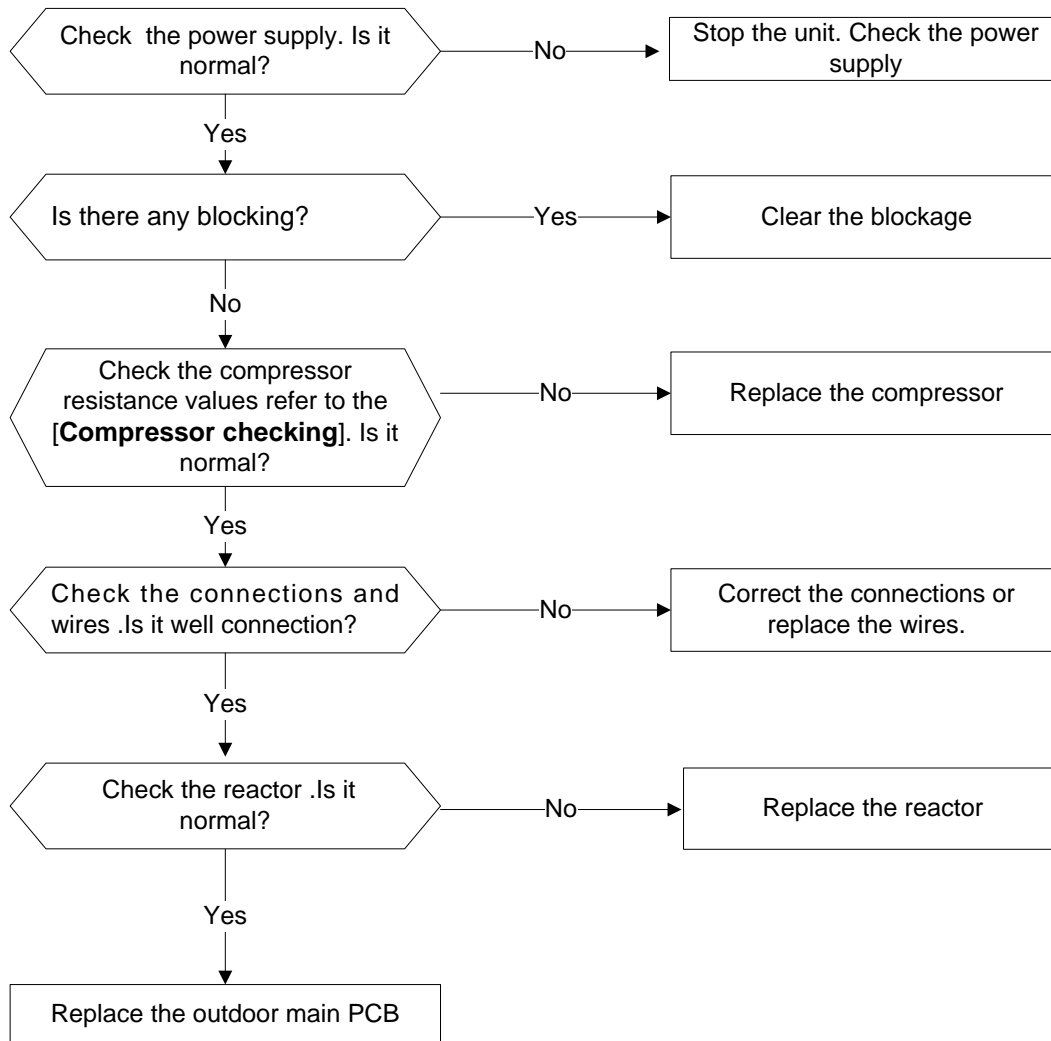 Check  the power supply. Is it
normal?
No
Stop the unit. Check the power
supply
Yes
Is there any blocking?
Yes
Clear the blockage
No
Check the compressor
resistance values refer to the
[Compressor checking]. Is it
normal?
No
Replace the compressor
Yes
Check the connections and
wires .Is it well connection?
No
Correct the connections or
replace the wires.
Yes
Check the reactor .Is it
normal?
No
Replace the reactor
Yes
Replace the outdoor main PCB